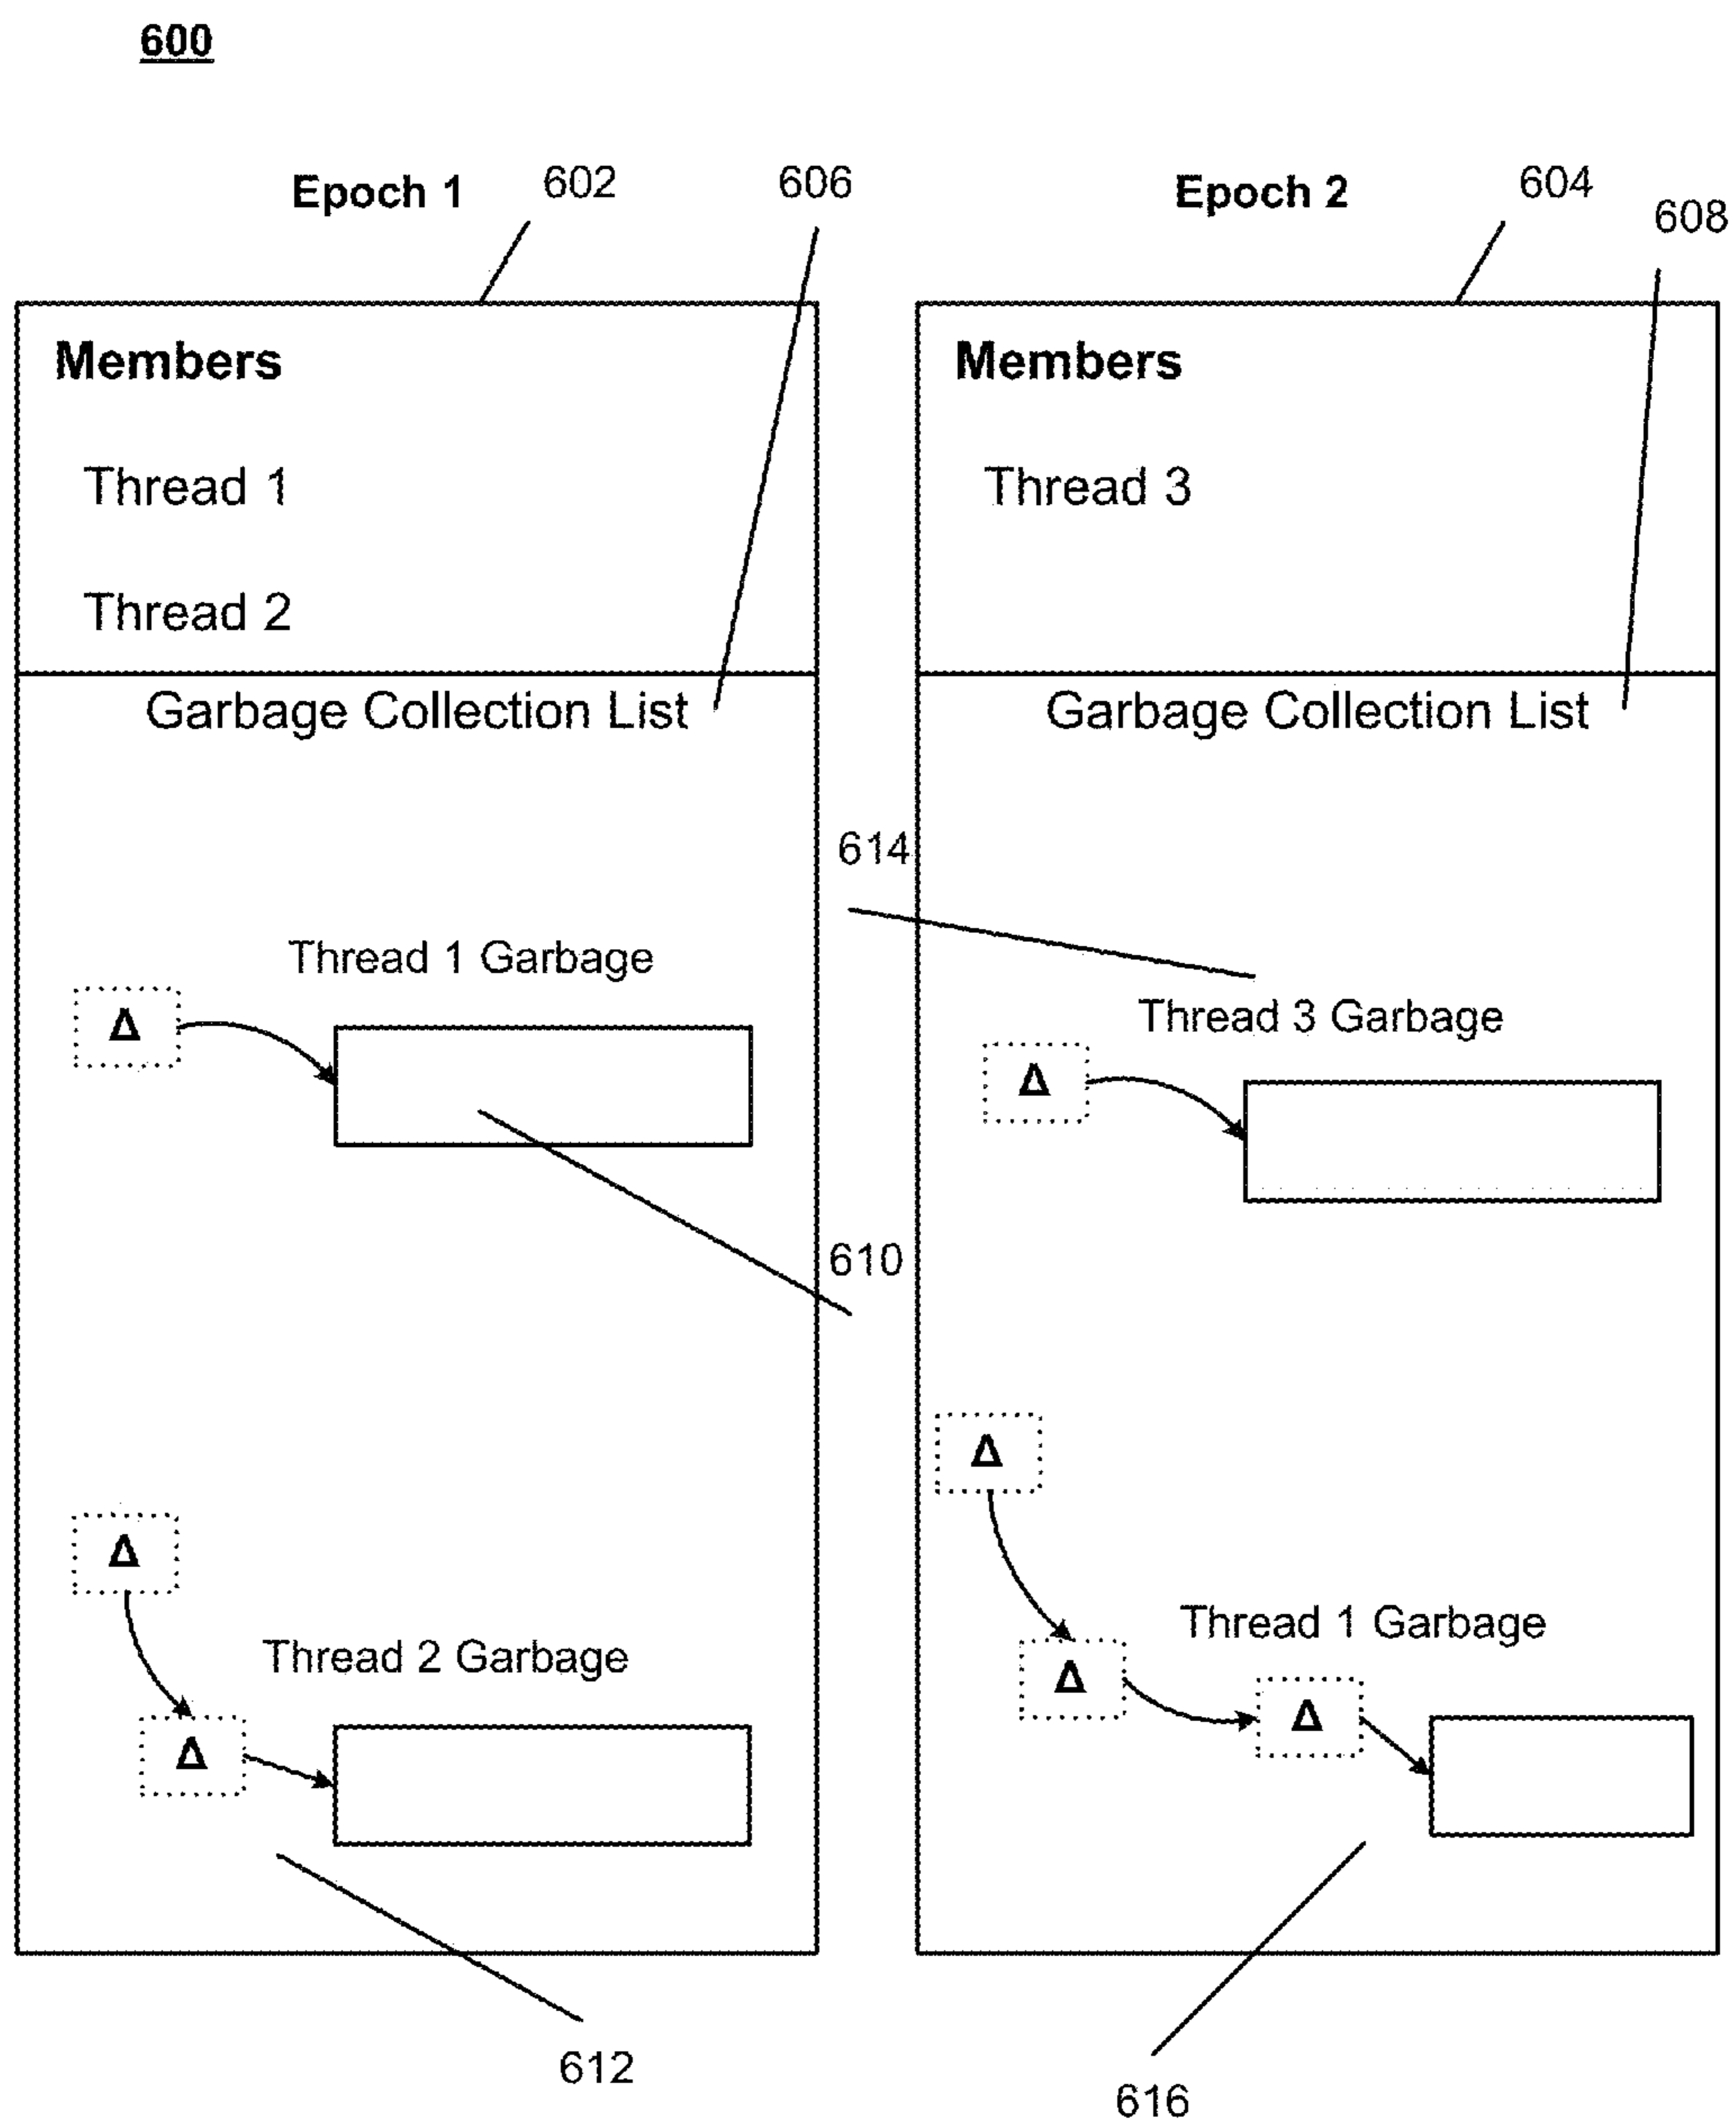 600
Epoch 1 602 606
Epoch 2 604 608
Members
Thread 1
Thread 2
Garbage Collection List
Thread 1 Garbage
Δ
610
Δ
Thread 2 Garbage
Δ
612
Members
Thread 3
Garbage Collection List
614
Thread 3 Garbage
Δ
Δ
Thread 1 Garbage
Δ
Δ
616